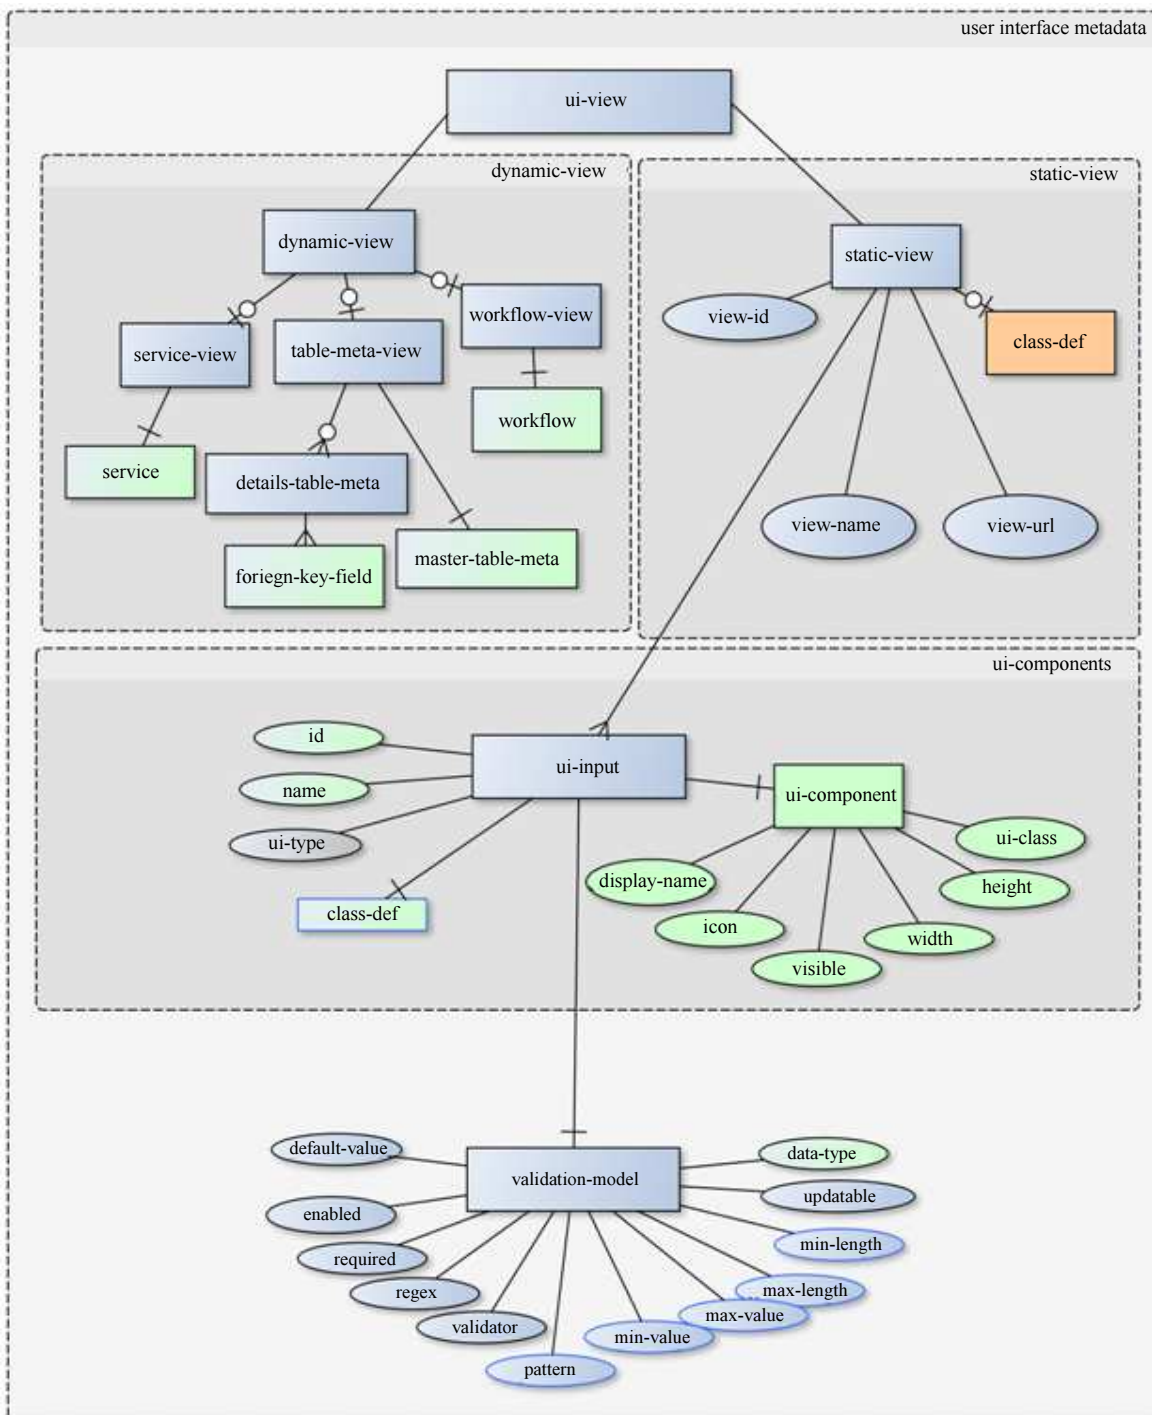 user interface metadata
ui-view
dynamic-view
static-view
dynamic-view
static-view
service-view
table-meta-view
workflow-view
view-id
class-def
service
details-table-meta
workflow
foriegn-key-field
master-table-meta
view-name
view-url
ui-components
id
name
ui-type
class-def
ui-input
ui-component
ui-class
height
width
visible
icon
display-name
validation-model
default-value
enabled
required
regex
validator
pattern
min-value
max-value
max-length
min-length
updatable
data-type